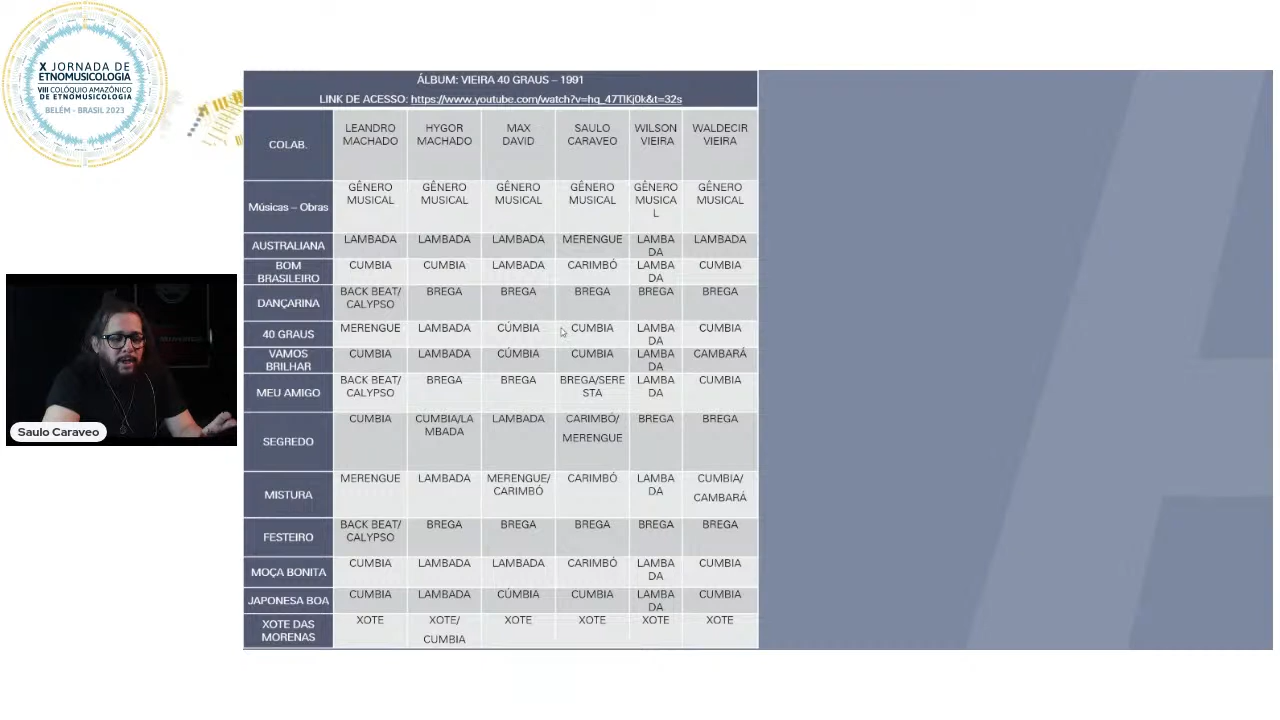 X JORNADA DE
ETNOMUSICOLOGIA
VIII COLÓQUIO AMAZÔNICO
DE ETNOMUSICOLOGIA
BELÉM - BRASIL 2023
Saulo Caraveo
ÁLBUM: VIEIRA 40 GRAUS – 1991
LINK DE ACESSO: https://www.youtube.com/watch?v=hq_47TlKj0k&t=32s
COLAB. LEANDRO MACHADO HYGOR MACHADO MAX DAVID SAULO CARAVEO WILSON VIEIRA WALDECIR VIEIRA
Músicas – Obras GÊNERO MUSICAL GÊNERO MUSICAL GÊNERO MUSICAL GÊNERO MUSICAL GÊNERO MUSICA L GÊNERO MUSICAL
AUSTRALIANA LAMBADA LAMBADA LAMBADA MERENGUE LAMBA DA LAMBADA
BOM BRASILEIRO CUMBIA CUMBIA LAMBADA CARIMBÓ LAMBA DA CUMBIA
DANÇARINA BACK BEAT/ CALYPSO BREGA BREGA BREGA BREGA BREGA
40 GRAUS MERENGUE LAMBADA CÚMBIA CUMBIA LAMBA DA CUMBIA
VAMOS BRILHAR CUMBIA LAMBADA CÚMBIA CUMBIA LAMBA DA CAMBARÁ
MEU AMIGO BACK BEAT/ CALYPSO BREGA BREGA BREGA/SERE STA LAMBA DA CUMBIA
SEGREDO CUMBIA CUMBIA/LA MBADA LAMBADA CARIMBÓ/ MERENGUE BREGA BREGA
MISTURA MERENGUE LAMBADA MERENGUE/ CARIMBÓ CARIMBÓ LAMBA DA CUMBIA/ CAMBARÁ
FESTEIRO BACK BEAT/ CALYPSO BREGA BREGA BREGA BREGA BREGA
MOÇA BONITA CUMBIA LAMBADA LAMBADA CARIMBÓ LAMBA DA CUMBIA
JAPONESA BOA CUMBIA LAMBADA CÚMBIA CUMBIA LAMBA DA CUMBIA
XOTE DAS MORENAS XOTE XOTE/ CUMBIA XOTE XOTE XOTE XOTE